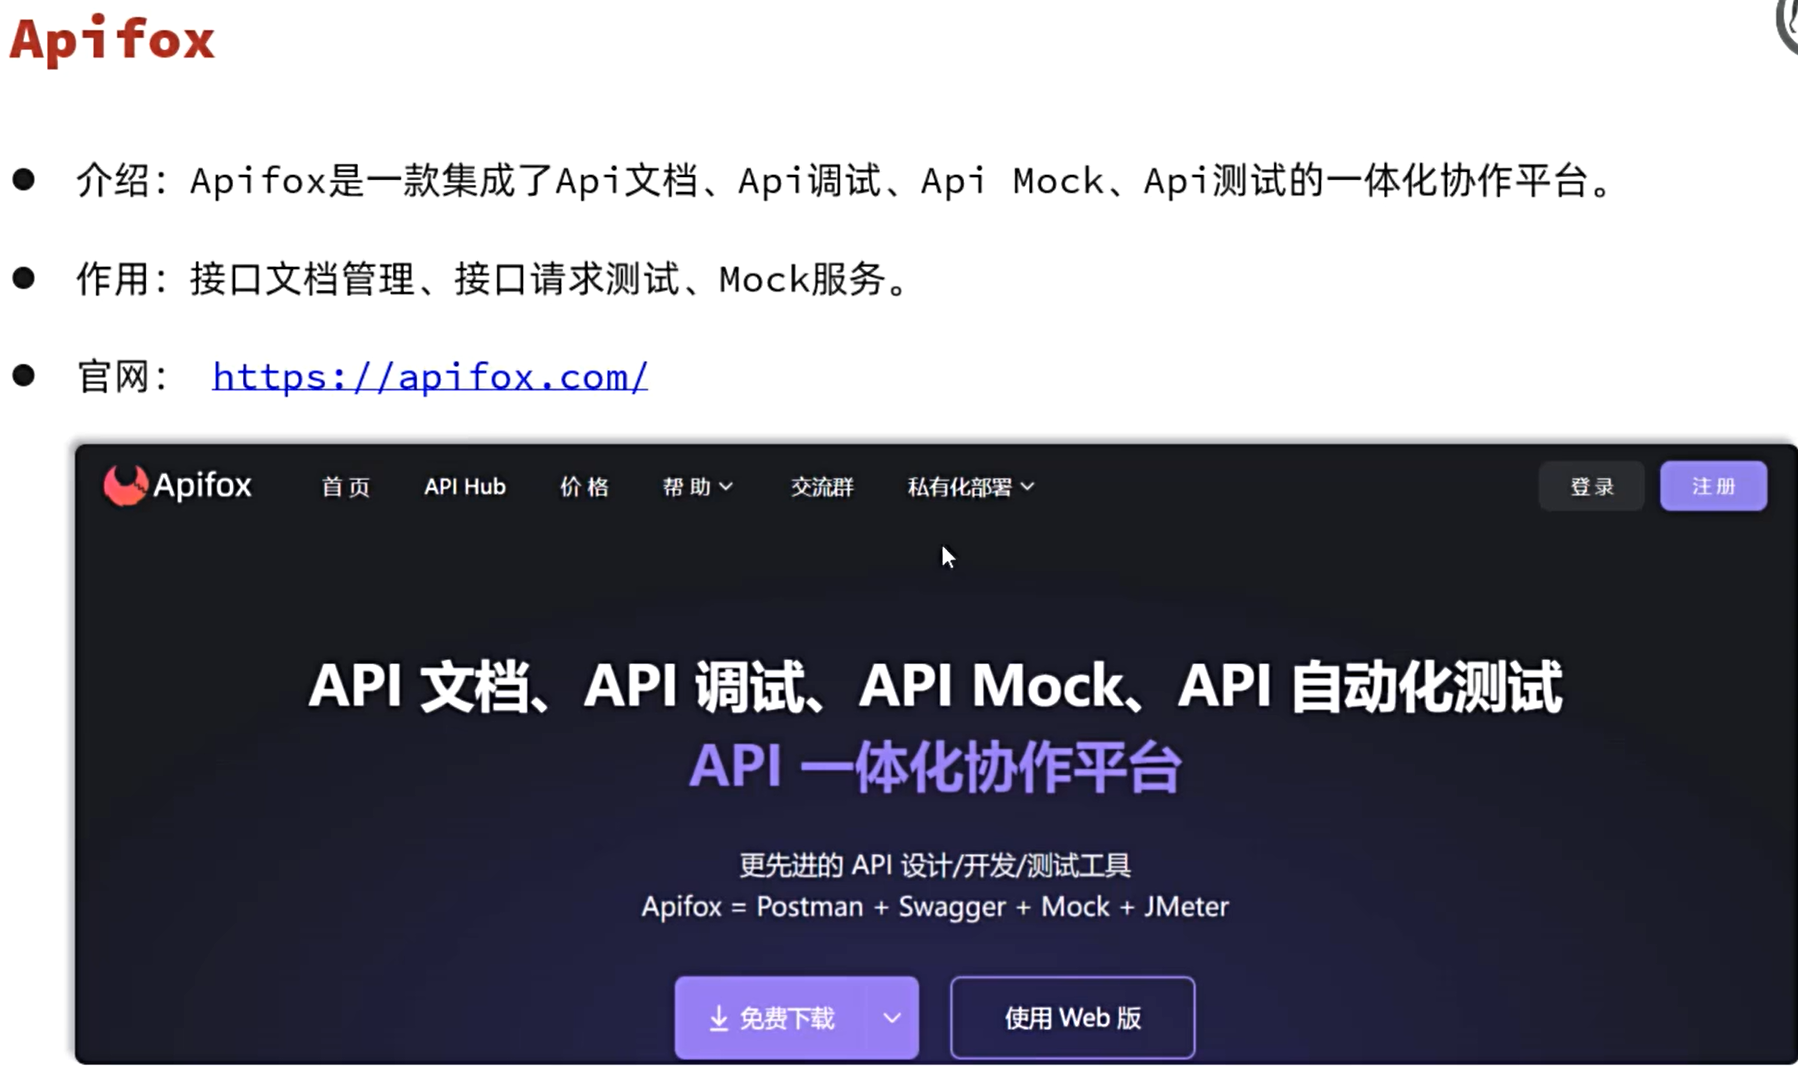 Apifox
介绍：Apifox是一款集成了Api文档、Api调试、Api Mock、Api测试的一体化协作平台。
作用：接口文档管理、接口请求测试、Mock服务。
官网： https://apifox.com/
Apifox 首页 API Hub 价格 帮助 交流群 私有化部署 登录 注册
API 文档、API 调试、API Mock、API 自动化测试
API 一体化协作平台
更先进的 API 设计/开发/测试工具
Apifox = Postman + Swagger + Mock + JMeter
免费下载 使用 Web 版